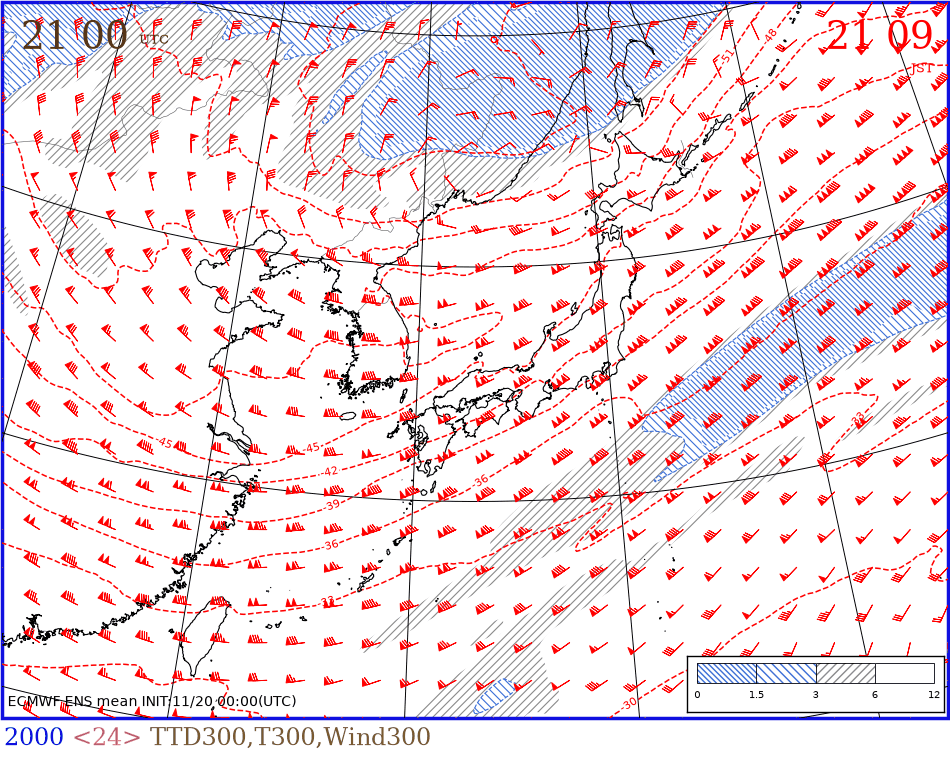 21 00 UTC
21 09 JST
-51
-48
-45
-45
-42
-39
-36
-36
-33
-33
-30
0 1.5 3 6 12
ECMWF ENS mean INIT:11/20 00:00(UTC)
2000 <24> TTD300,T300,Wind300